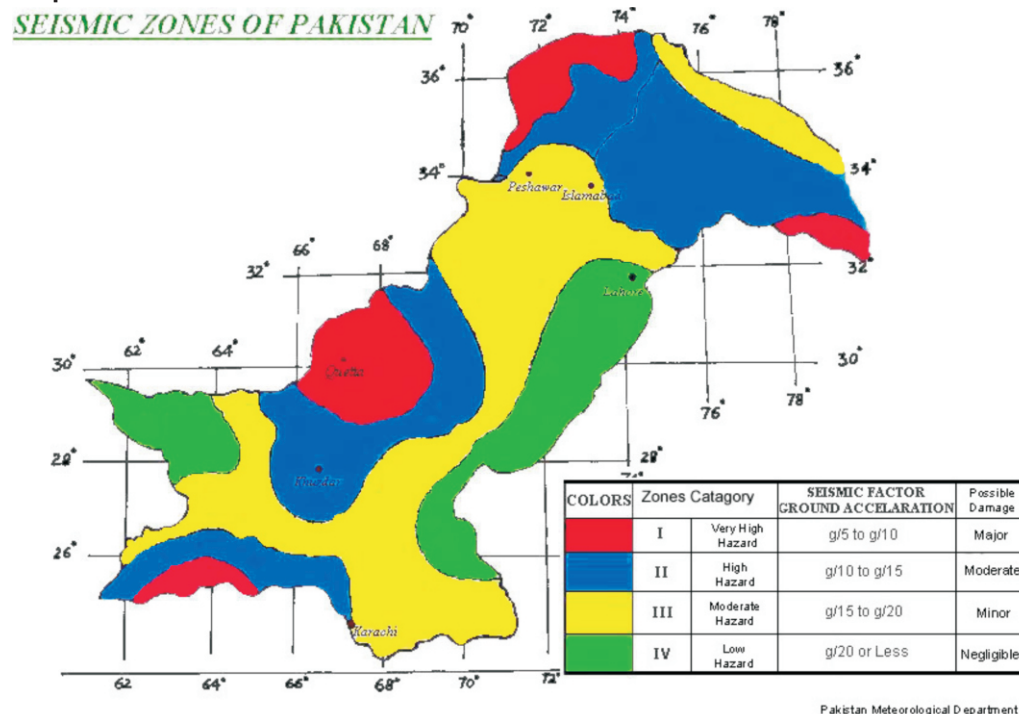 SEISMIC ZONES OF PAKISTAN
70°
72°
74°
76°
78°
36°
36°
34°
34°
Peshawar
Islamabad
66°
68°
32°
32°
Lahore
62°
64°
30°
30°
Quetta
76°
78°
28°
28°
Khuzdar
26°
Karachi
62
64
66
68
70
72°
COLORS Zones Catagory SEISMIC FACTOR GROUND ACCELARATION Possible Damage
I Very High Hazard g/5 to g/10 Major
II High Hazard g/10 to g/15 Moderate
III Moderate Hazard g/15 to g/20 Minor
IV Low Hazard g/20 or Less Negligible
Pakistan Meteorological Department